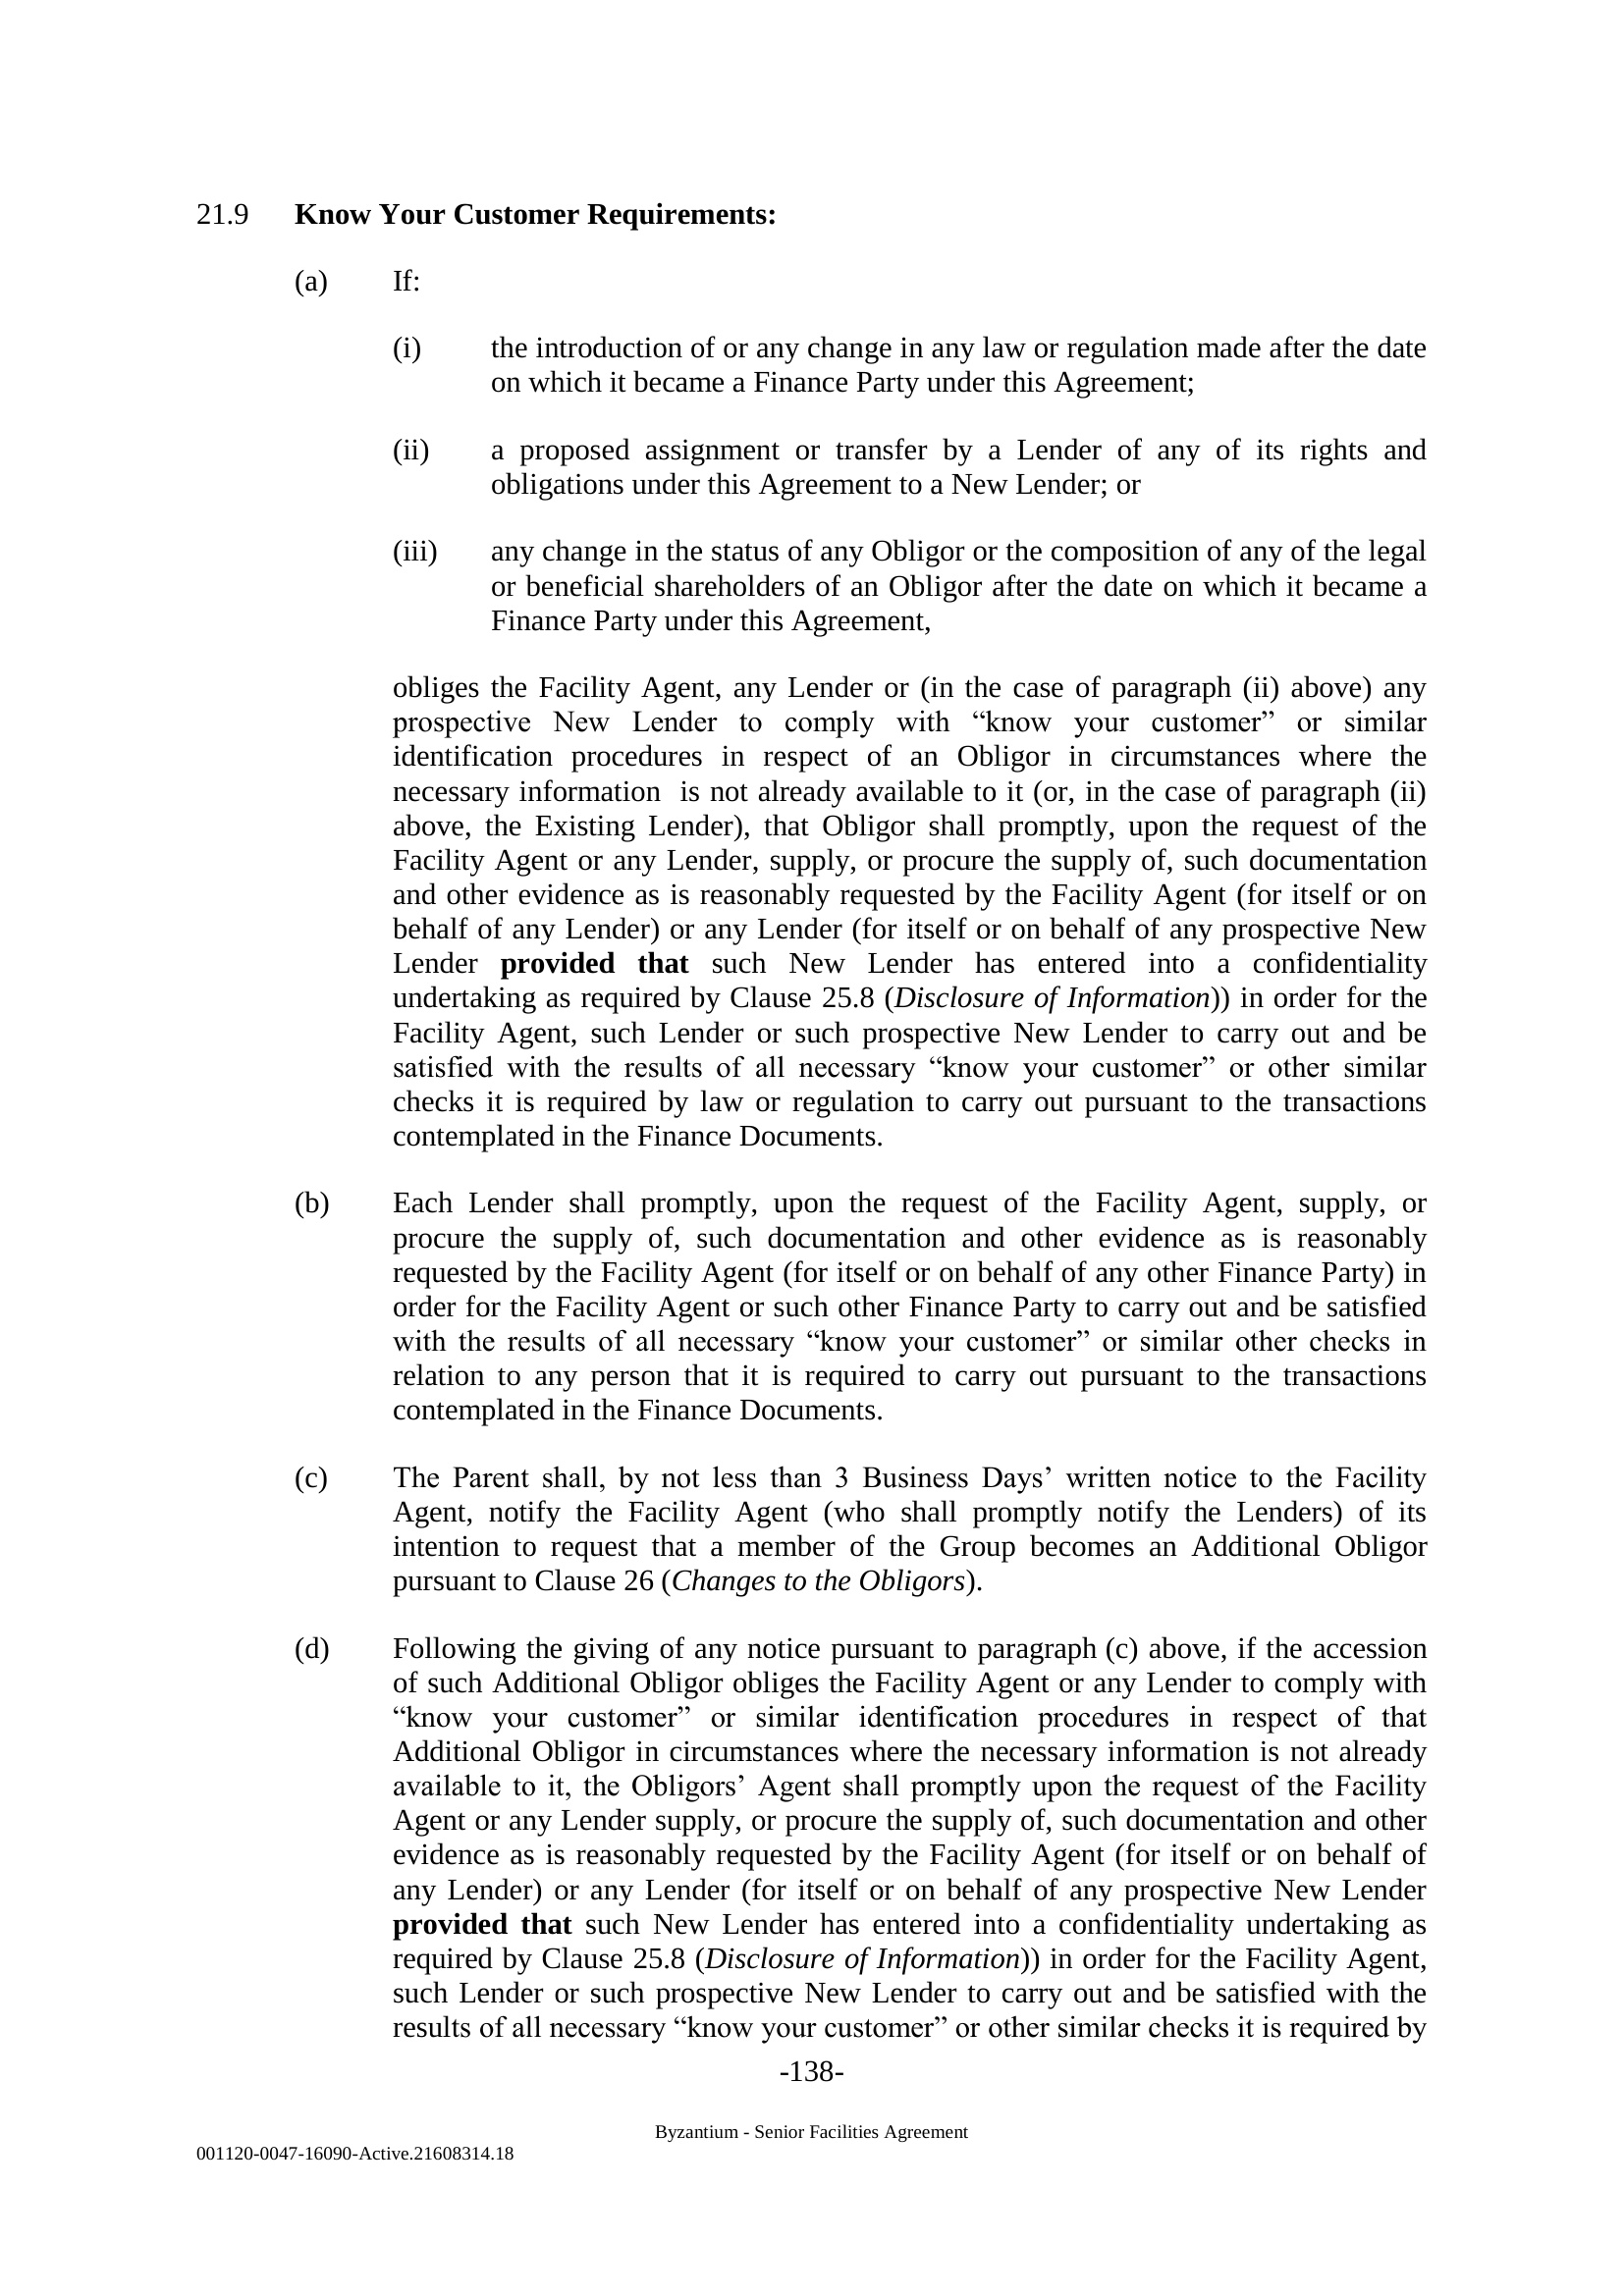 21.9 Know Your Customer Requirements:
(a) If:
(i) the introduction of or any change in any law or regulation made after the date
on which it became a Finance Party under this Agreement;
(ii) a proposed assignment or transfer by a Lender of any of its rights and
obligations under this Agreement to a New Lender; or
(iii) any change in the status of any Obligor or the composition of any of the legal
or beneficial shareholders of an Obligor after the date on which it became a
Finance Party under this Agreement,
obliges the Facility Agent, any Lender or (in the case of paragraph (ii) above) any
prospective New Lender to comply with “know your customer” or similar
identification procedures in respect of an Obligor in circumstances where the
necessary information is not already available to it (or, in the case of paragraph (ii)
above, the Existing Lender), that Obligor shall promptly, upon the request of the
Facility Agent or any Lender, supply, or procure the supply of, such documentation
and other evidence as is reasonably requested by the Facility Agent (for itself or on
behalf of any Lender) or any Lender (for itself or on behalf of any prospective New
Lender provided that such New Lender has entered into a confidentiality
undertaking as required by Clause 25.8 (Disclosure of Information)) in order for the
Facility Agent, such Lender or such prospective New Lender to carry out and be
satisfied with the results of all necessary “know your customer” or other similar
checks it is required by law or regulation to carry out pursuant to the transactions
contemplated in the Finance Documents.
(b) Each Lender shall promptly, upon the request of the Facility Agent, supply, or
procure the supply of, such documentation and other evidence as is reasonably
requested by the Facility Agent (for itself or on behalf of any other Finance Party) in
order for the Facility Agent or such other Finance Party to carry out and be satisfied
with the results of all necessary “know your customer” or similar other checks in
relation to any person that it is required to carry out pursuant to the transactions
contemplated in the Finance Documents.
(c) The Parent shall, by not less than 3 Business Days’ written notice to the Facility
Agent, notify the Facility Agent (who shall promptly notify the Lenders) of its
intention to request that a member of the Group becomes an Additional Obligor
pursuant to Clause 26 (Changes to the Obligors).
(d) Following the giving of any notice pursuant to paragraph (c) above, if the accession
of such Additional Obligor obliges the Facility Agent or any Lender to comply with
“know your customer” or similar identification procedures in respect of that
Additional Obligor in circumstances where the necessary information is not already
available to it, the Obligors’ Agent shall promptly upon the request of the Facility
Agent or any Lender supply, or procure the supply of, such documentation and other
evidence as is reasonably requested by the Facility Agent (for itself or on behalf of
any Lender) or any Lender (for itself or on behalf of any prospective New Lender
provided that such New Lender has entered into a confidentiality undertaking as
required by Clause 25.8 (Disclosure of Information)) in order for the Facility Agent,
such Lender or such prospective New Lender to carry out and be satisfied with the
results of all necessary “know your customer” or other similar checks it is required by
-138-
Byzantium - Senior Facilities Agreement
001120-0047-16090-Active.21608314.18